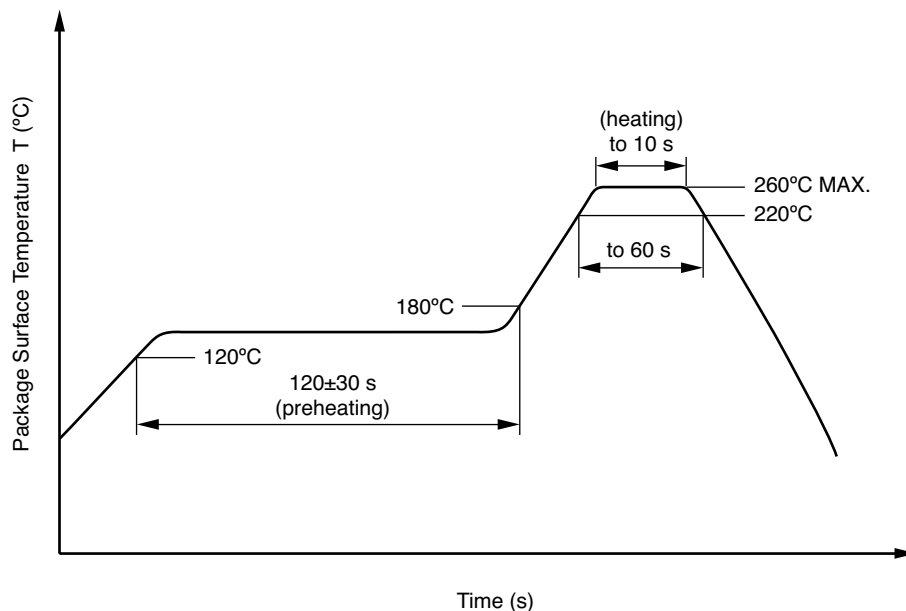 Package Surface Temperature T (ºC)
(heating)
to 10 s
260ºC MAX.
220ºC
to 60 s
180ºC
120ºC
120±30 s
(preheating)
Time (s)